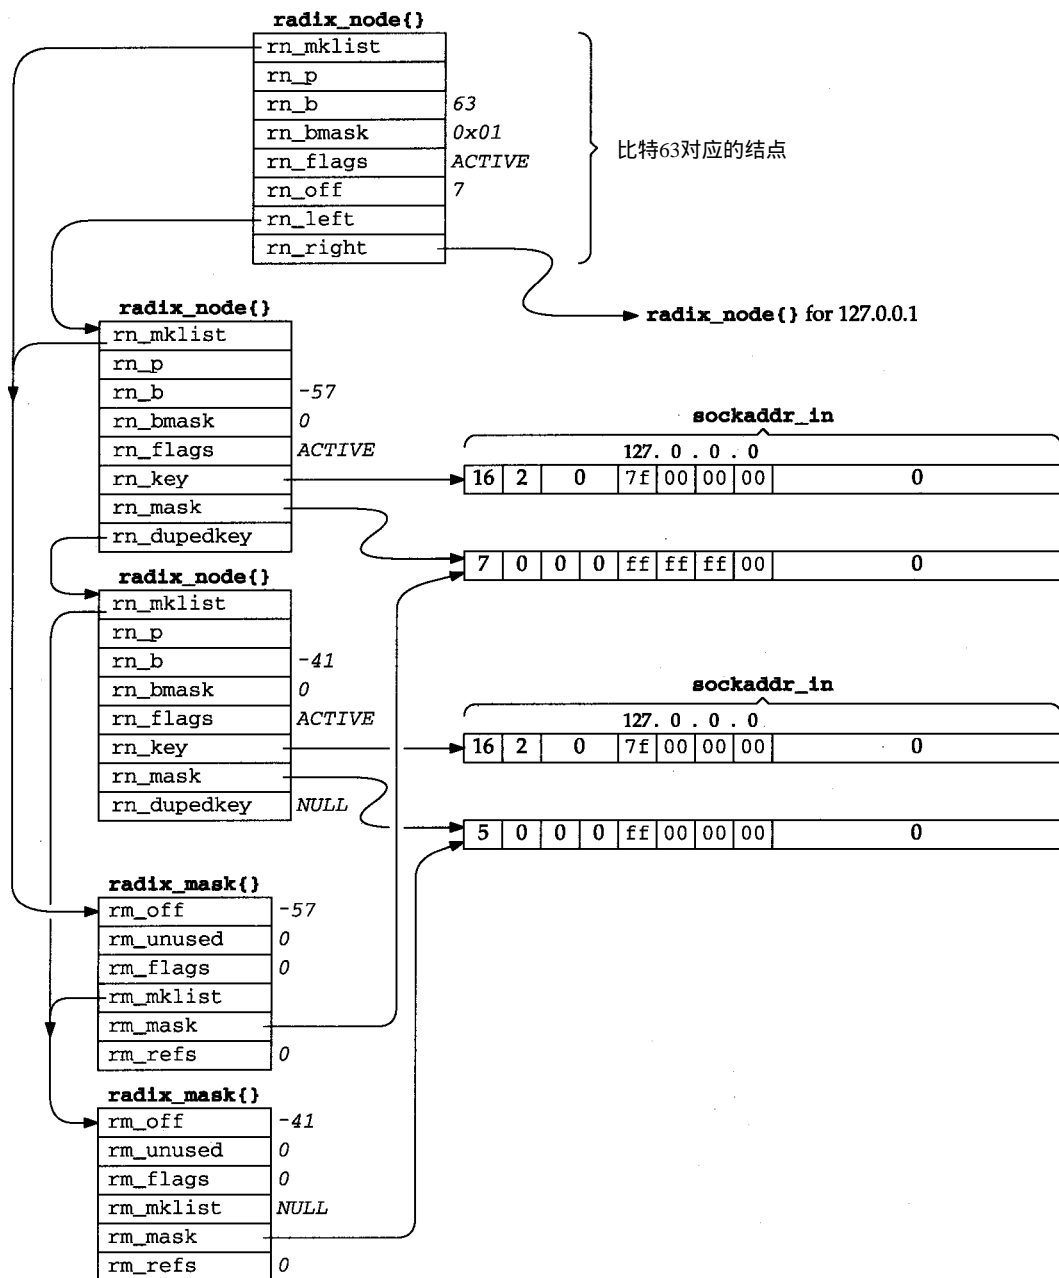 radix_node{}
rn_mklist
rn_p
rn_b 63
rn_bmask 0x01
rn_flags ACTIVE
rn_off 7
rn_left
rn_right
比特63对应的结点
radix_node{} for 127.0.0.1
radix_node{}
rn_mklist
rn_p
rn_b -57
rn_bmask 0
rn_flags ACTIVE
rn_key
rn_mask
rn_dupedkey
sockaddr_in
127. 0 . 0 . 0
16 2 0 7f 00 00 00 0
7 0 0 0 ff ff ff 00 0
radix_node{}
rn_mklist
rn_p
rn_b -41
rn_bmask 0
rn_flags ACTIVE
rn_key
rn_mask
rn_dupedkey NULL
sockaddr_in
127. 0 . 0 . 0
16 2 0 7f 00 00 00 0
5 0 0 0 ff 00 00 00 0
radix_mask{}
rm_off -57
rm_unused 0
rm_flags 0
rm_mklist
rm_mask
rm_refs 0
radix_mask{}
rm_off -41
rm_unused 0
rm_flags 0
rm_mklist NULL
rm_mask
rm_refs 0